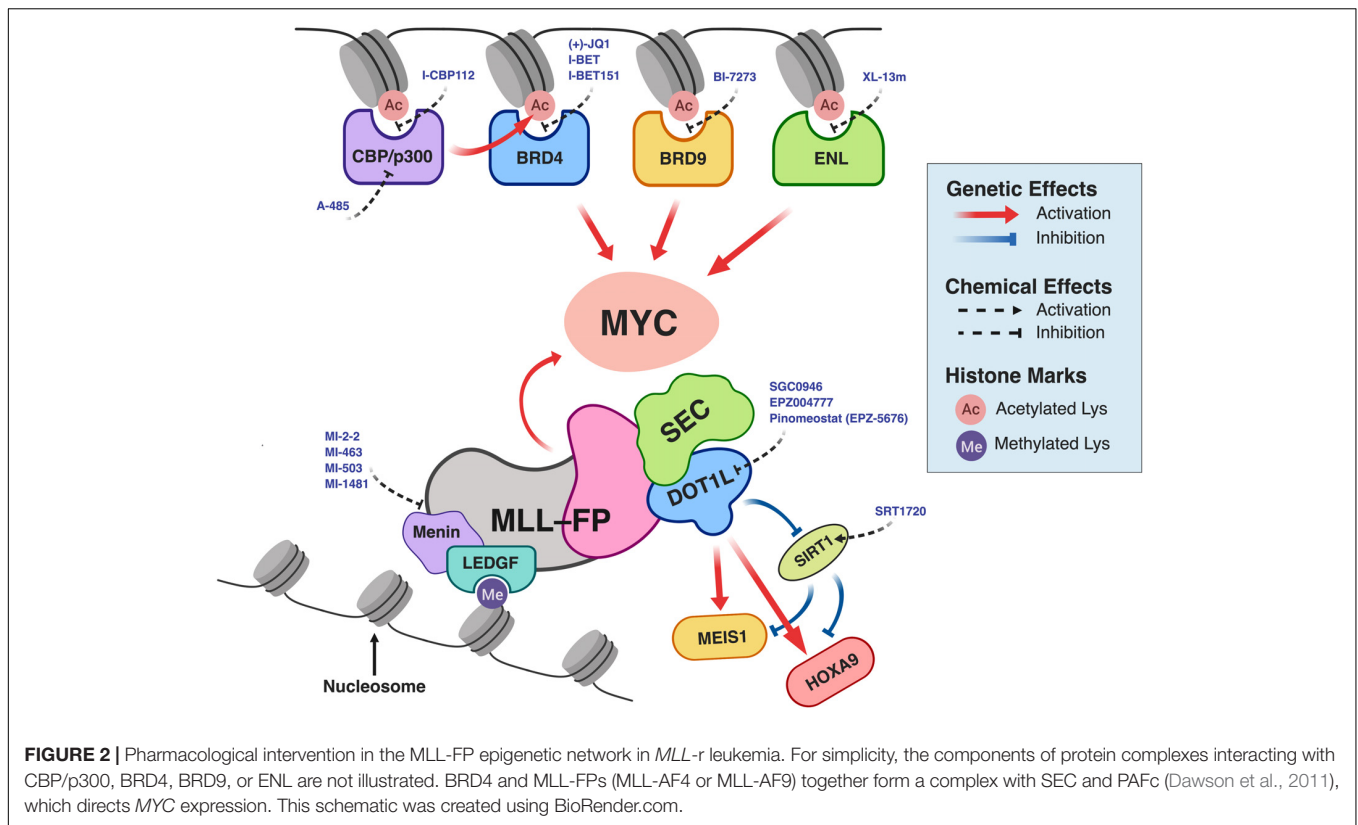 (+)-JQ1
I-BET
I-BET151
I-CBP112
BI-7273
XL-13m
Ac
Ac
Ac
Ac
CBP/p300
BRD4
BRD9
ENL
A-485
Genetic Effects
Activation
Inhibition
Chemical Effects
Activation
Inhibition
Histone Marks
Ac Acetylated Lys
Me Methylated Lys
MYC
SGC0946
EPZ004777
Pinomeostat (EPZ-5676)
SEC
DOT1L
MI-2-2
MI-463
MI-503
MI-1481
MLL–FP
Menin
LEDGF
Me
SRT1720
SIRT1
MEIS1
HOXA9
Nucleosome
FIGURE 2 | Pharmacological intervention in the MLL-FP epigenetic network in MLL-r leukemia. For simplicity, the components of protein complexes interacting with
CBP/p300, BRD4, BRD9, or ENL are not illustrated. BRD4 and MLL-FPs (MLL-AF4 or MLL-AF9) together form a complex with SEC and PAFc (Dawson et al., 2011),
which directs MYC expression. This schematic was created using BioRender.com.